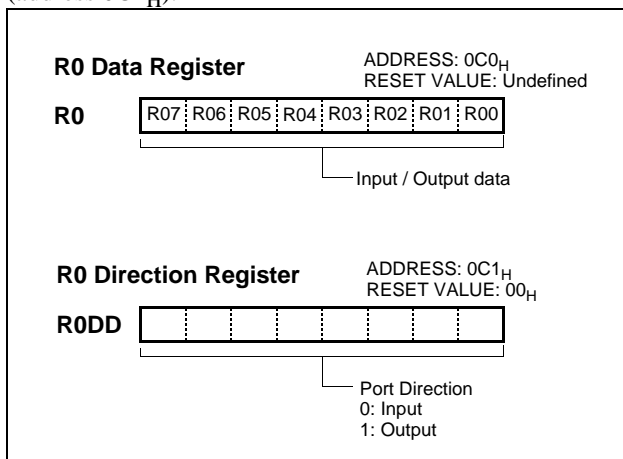 R0 Data Register
ADDRESS: 0C0H
RESET VALUE: Undefined
R0
R07 R06 R05 R04 R03 R02 R01 R00
Input / Output data
R0 Direction Register
ADDRESS: 0C1H
RESET VALUE: 00H
R0DD
Port Direction
0: Input
1: Output